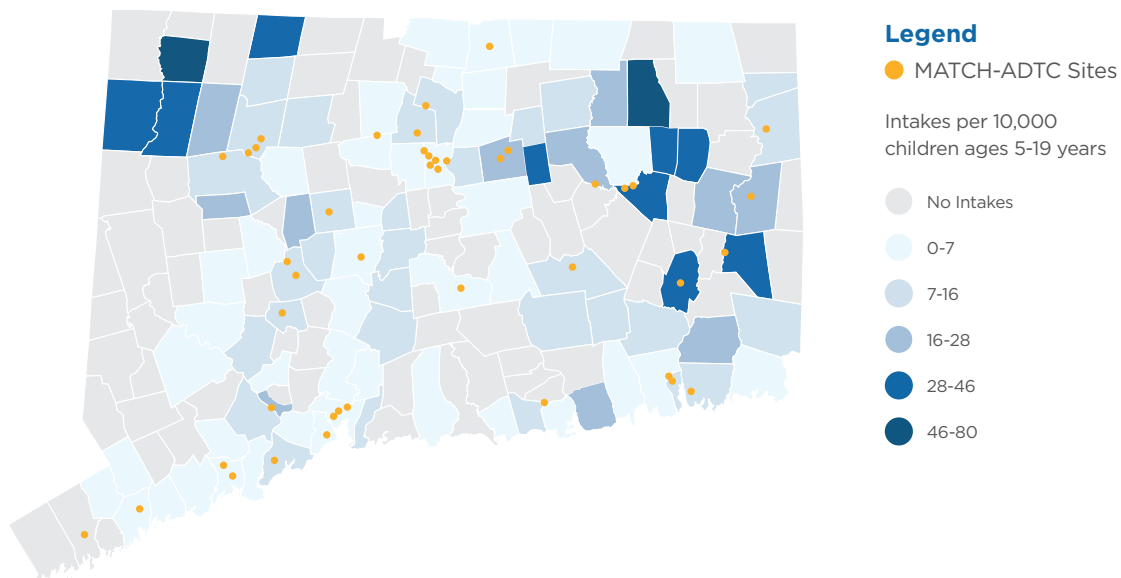 Legend
MATCH-ADTC Sites
Intakes per 10,000
children ages 5-19 years
No Intakes
0-7
7-16
16-28
28-46
46-80